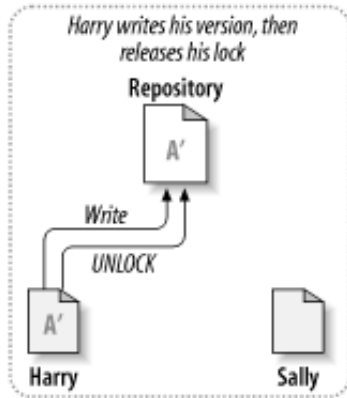 Harry writes his version, then
releases his lock
Repository
A′
Write
UNLOCK
A′
Harry
Sally